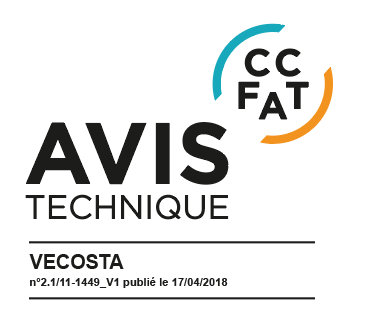 CC
FAT
AVIS
TECHNIQUE
VECOSTA
n°2.1/11-1449_V1 publié le 17/04/2018